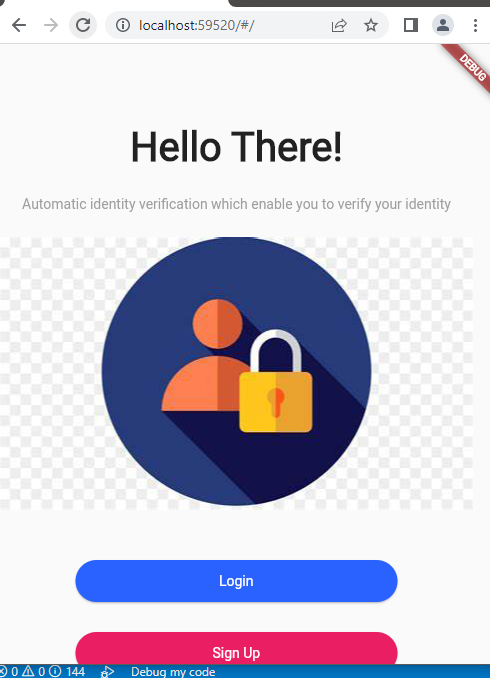 localhost:59520/#/
DEBUG
Hello There!
Automatic identity verification which enable you to verify your identity
Login
Sign Up
0 0 144 Debug my code